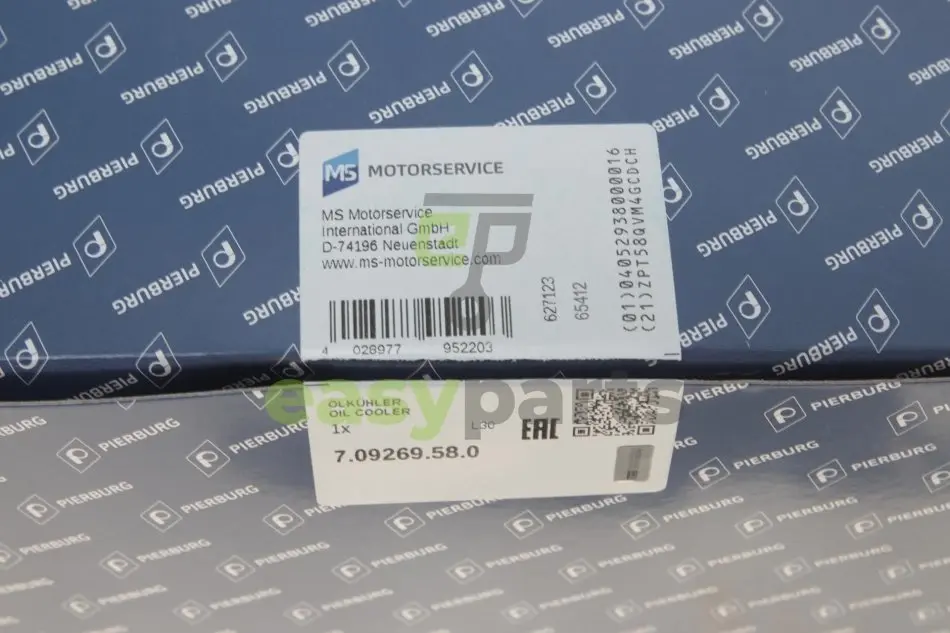 MS MOTORSERVICE
MS Motorservice
International GmbH
D-74196 Neuenstadt
www.ms-motorservice.com
4 028977 952203
627123
65412
(01)04052938000016
(21)ZPT58QVM4GCDCH
easyparts
ÖLKÜHLER
OIL COOLER
1x
L30
EAC
7.09269.58.0
PIERBURG